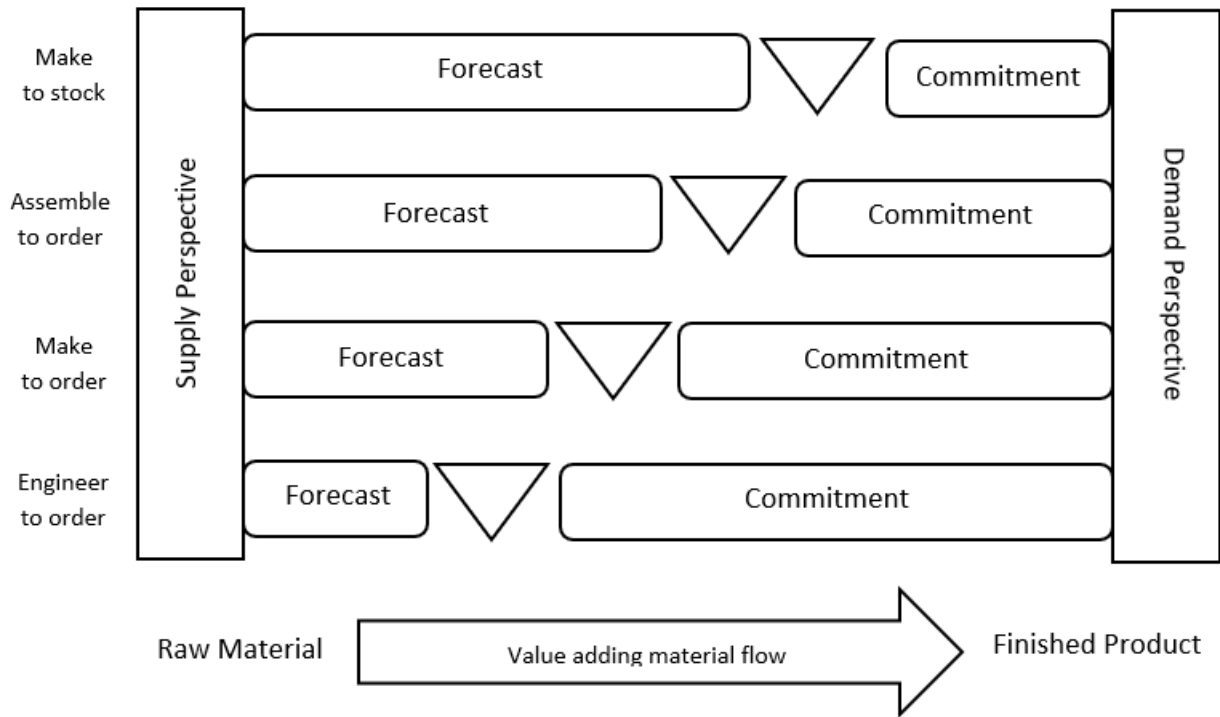 Make
to stock
Forecast
Commitment
Assemble
to order
Forecast
Commitment
Make
to order
Forecast
Commitment
Engineer
to order
Forecast
Commitment
Supply Perspective
Demand Perspective
Raw Material
Value adding material flow
Finished Product